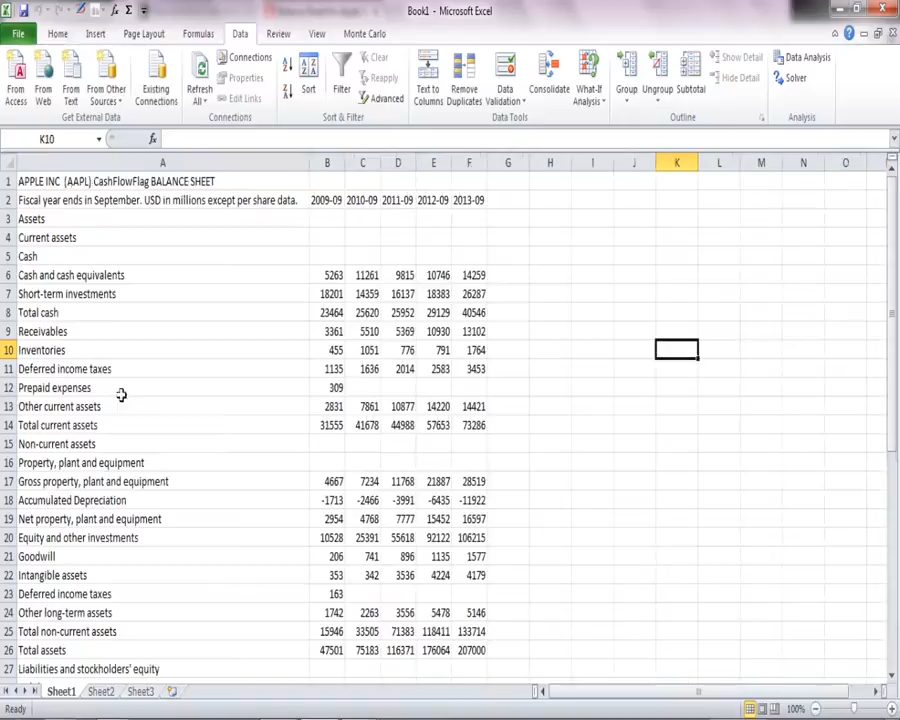 Book1 - Microsoft Excel
File Home Insert Page Layout Formulas Data Review View Monte Carlo
From Access
From Web
From Text
From Other Sources
Existing Connections
Get External Data
Refresh All
Connections
Properties
Edit Links
Connections
Sort
Filter
Clear
Reapply
Advanced
Sort & Filter
Text to Columns
Remove Duplicates
Data Validation
Consolidate
What-If Analysis
Data Tools
Group
Ungroup
Subtotal
Show Detail
Hide Detail
Outline
Data Analysis
Solver
Analysis
K10 fx
A B C D E F G H I J K L M N O
1 APPLE INC (AAPL) CashFlowFlag BALANCE SHEET
2 Fiscal year ends in September. USD in millions except per share data. 2009-09 2010-09 2011-09 2012-09 2013-09
3 Assets
4 Current assets
5 Cash
6 Cash and cash equivalents 5263 11261 9815 10746 14259
7 Short-term investments 18201 14359 16137 18383 26287
8 Total cash 23464 25620 25952 29129 40546
9 Receivables 3361 5510 5369 10930 13102
10 Inventories 455 1051 776 791 1764
11 Deferred income taxes 1135 1636 2014 2583 3453
12 Prepaid expenses 309
13 Other current assets 2831 7861 10877 14220 14421
14 Total current assets 31555 41678 44988 57653 73286
15 Non-current assets
16 Property, plant and equipment
17 Gross property, plant and equipment 4667 7234 11768 21887 28519
18 Accumulated Depreciation -1713 -2466 -3991 -6435 -11922
19 Net property, plant and equipment 2954 4768 7777 15452 16597
20 Equity and other investments 10528 25391 55618 92122 106215
21 Goodwill 206 741 896 1135 1577
22 Intangible assets 353 342 3536 4224 4179
23 Deferred income taxes 163
24 Other long-term assets 1742 2263 3556 5478 5146
25 Total non-current assets 15946 33505 71383 118411 133714
26 Total assets 47501 75183 116371 176064 207000
27 Liabilities and stockholders' equity
Sheet1 Sheet2 Sheet3
Ready 100%